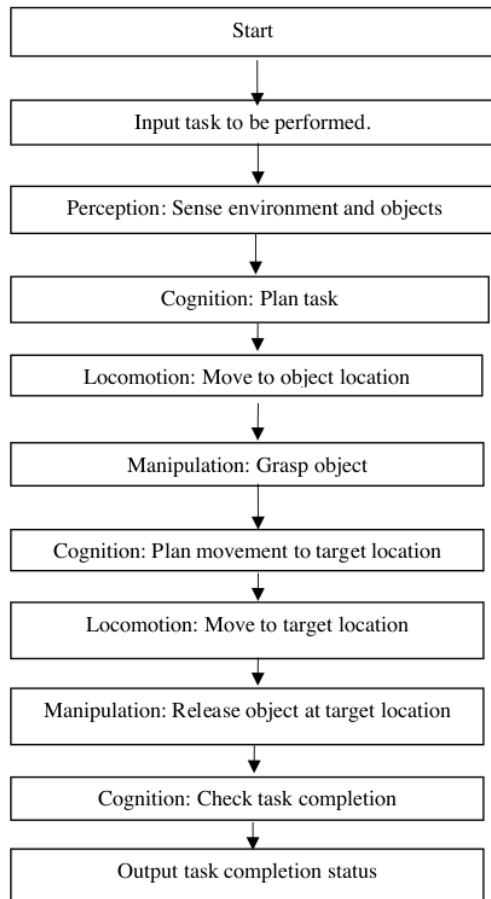 Start
Input task to be performed.
Perception: Sense environment and objects
Cognition: Plan task
Locomotion: Move to object location
Manipulation: Grasp object
Cognition: Plan movement to target location
Locomotion: Move to target location
Manipulation: Release object at target location
Cognition: Check task completion
Output task completion status